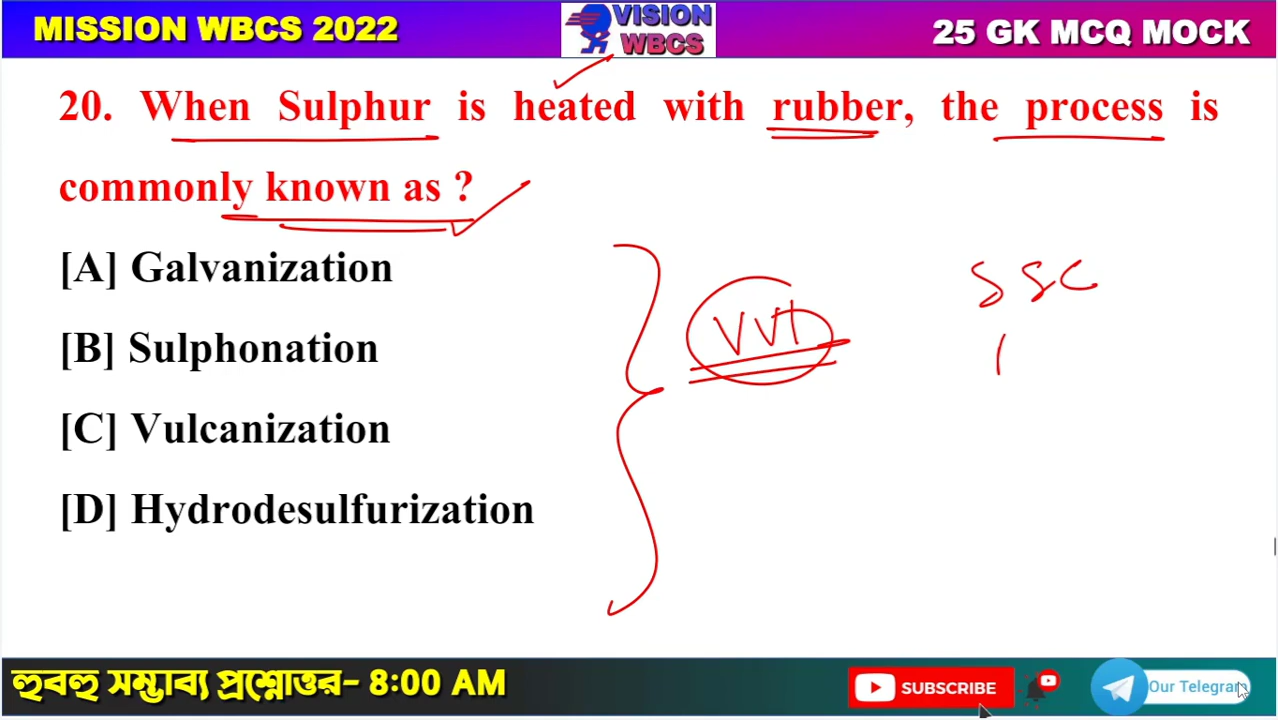 MISSION WBCS 2022
VISION
WBCS
25 GK MCQ MOCK
20. When Sulphur is heated with rubber, the process is
commonly known as ?
[A] Galvanization
[B] Sulphonation
[C] Vulcanization
[D] Hydrodesulfurization
VVI
SSC
হুবহু সম্ভাব্য প্রশ্নোত্তর- 8:00 AM
SUBSCRIBE
Our Telegram